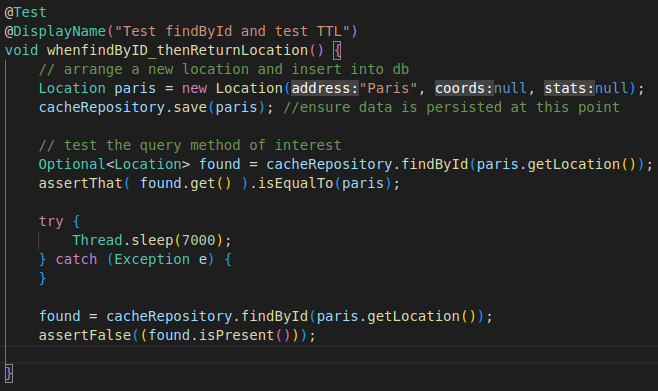 @Test
@DisplayName("Test findById and test TTL")
void whenfindByID_thenReturnLocation() {
    // arrange a new location and insert into db
    Location paris = new Location(address:"Paris", coords:null, stats:null);
    cacheRepository.save(paris); //ensure data is persisted at this point
    // test the query method of interest
    Optional<Location> found = cacheRepository.findById(paris.getLocation());
    assertThat( found.get() ).isEqualTo(paris);
    try {
        Thread.sleep(7000);
    } catch (Exception e) {
    }
    found = cacheRepository.findById(paris.getLocation());
    assertFalse((found.isPresent()));
}